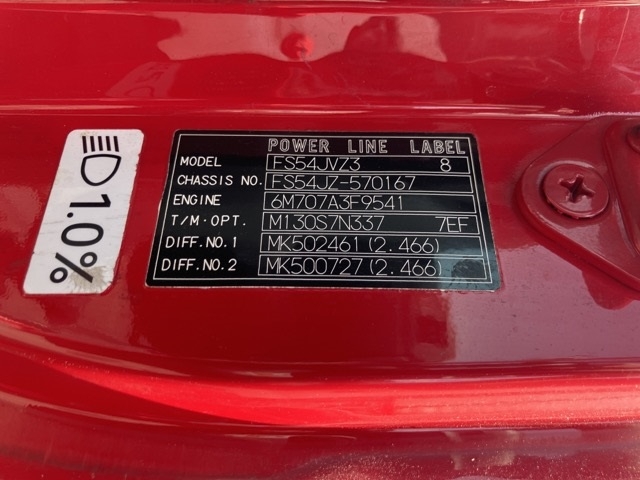 POWER LINE LABEL
MODEL FS54JVZ3 8
CHASSIS NO. FS54JZ-570167
ENGINE 6M707A3F9541
T/M·OPT. M130S7N337 7EF
DIFF.NO.1 MK502461(2.466)
DIFF.NO.2 MK500727(2.466)
1.0%